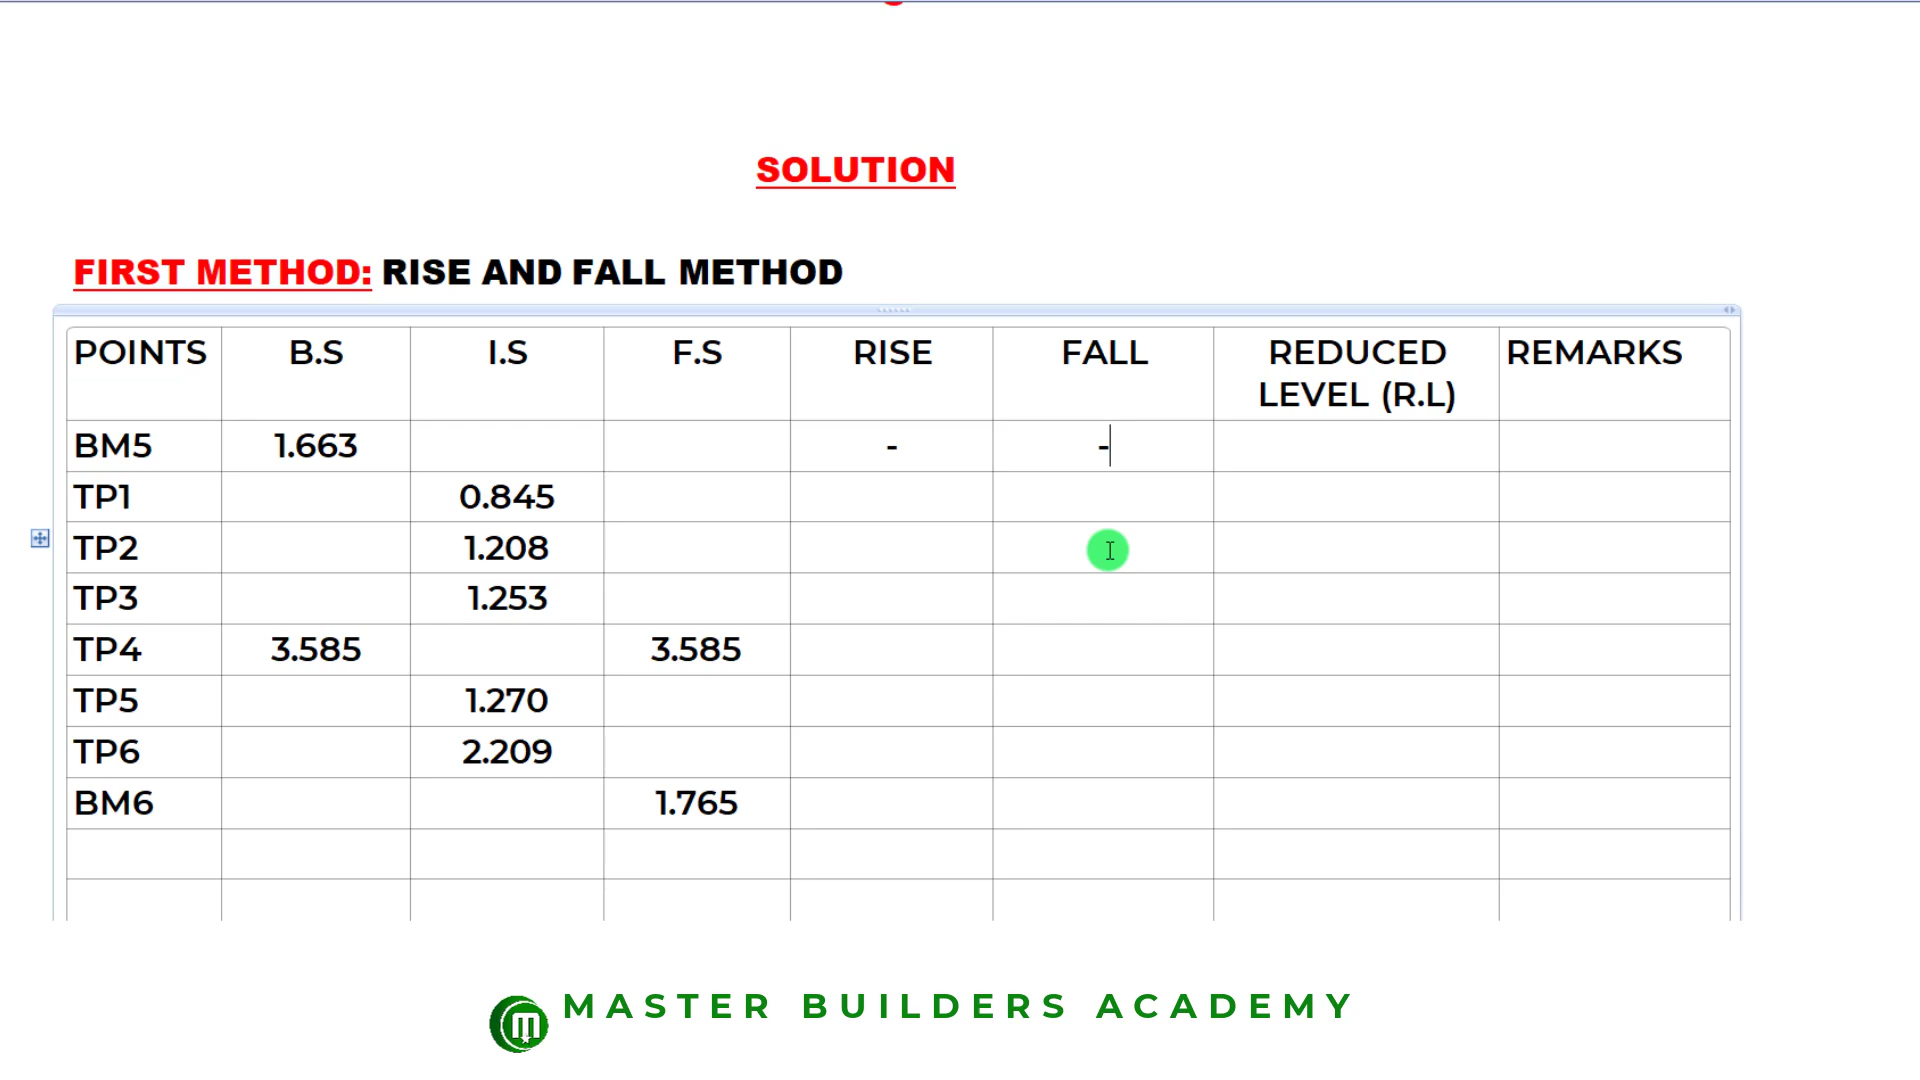 SOLUTION
FIRST METHOD: RISE AND FALL METHOD
POINTS B.S I.S F.S RISE FALL REDUCED LEVEL (R.L) REMARKS
BM5 1.663 - -
TP1 0.845
TP2 1.208
TP3 1.253
TP4 3.585 3.585
TP5 1.270
TP6 2.209
BM6 1.765
MASTER BUILDERS ACADEMY